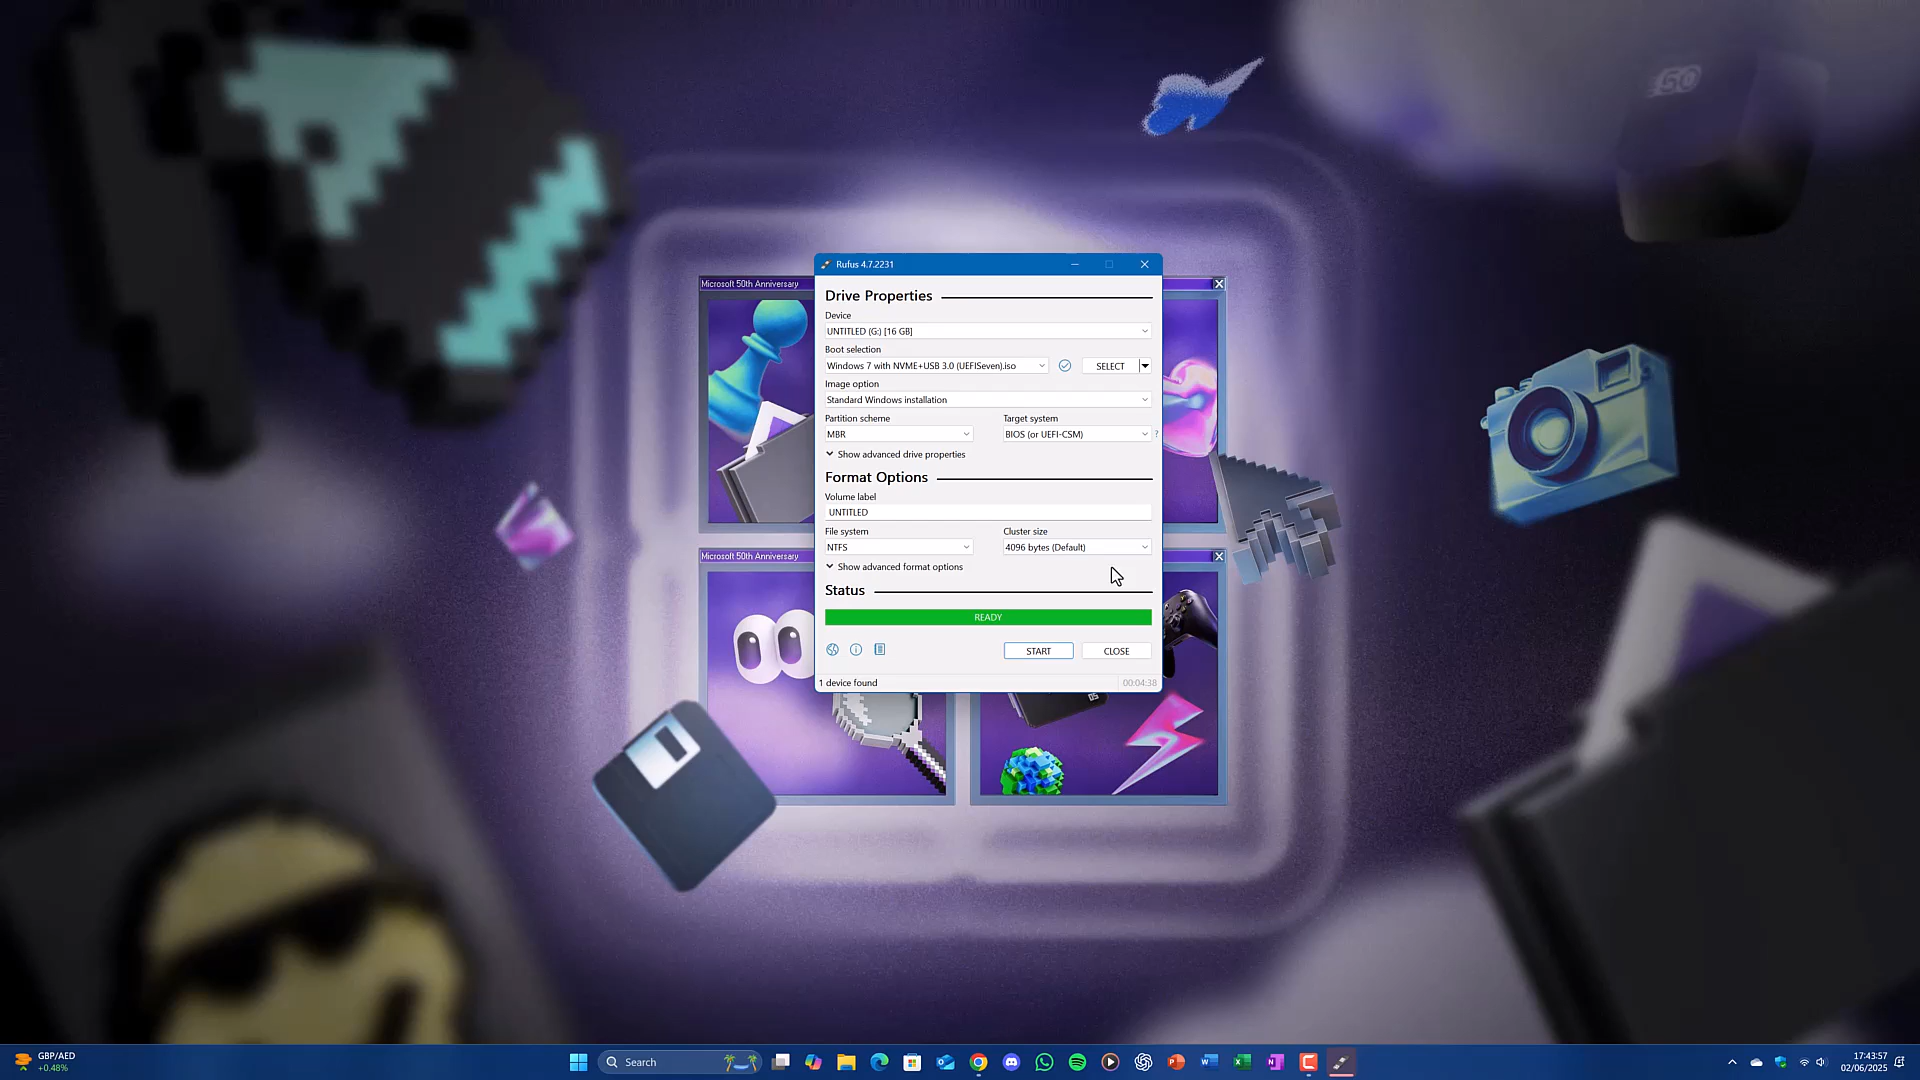 50
Microsoft 50th Anniversary
Rufus 4.7.2231
Drive Properties
Device
UNTITLED (G:) [16 GB]
Boot selection
Windows 7 with NVME+USB 3.0 (UEFISeven).iso
SELECT
Image option
Standard Windows installation
Partition scheme
Target system
MBR
BIOS (or UEFI-CSM)
?
Show advanced drive properties
Format Options
Volume label
UNTITLED
File system
Cluster size
NTFS
4096 bytes (Default)
Show advanced format options
Microsoft 50th Anniversary
Status
READY
START
CLOSE
1 device found
00:04:38
GBP/AED
+0.48%
Search
17:43:57
02/06/2025